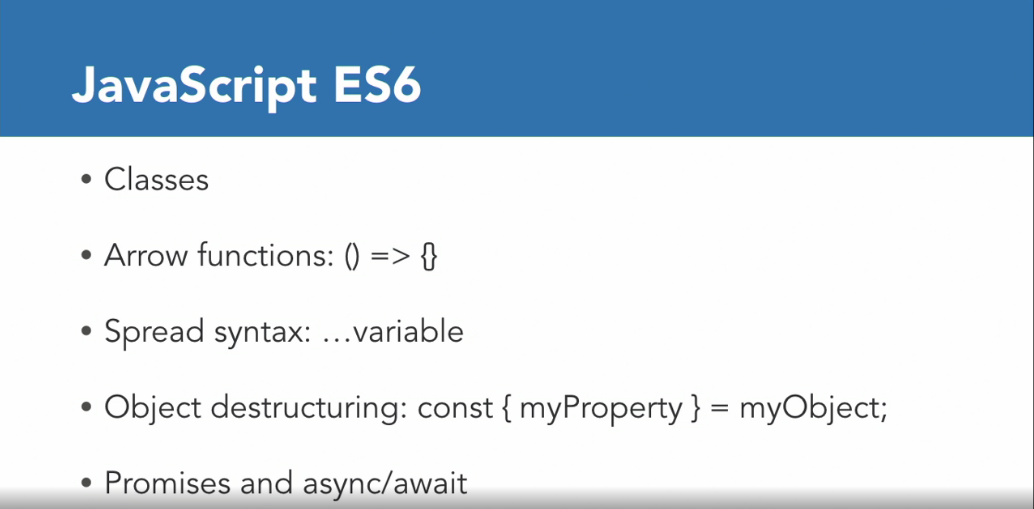 JavaScript ES6
• Classes
• Arrow functions: () => {}
• Spread syntax: …variable
• Object destructuring: const { myProperty } = myObject;
• Promises and async/await